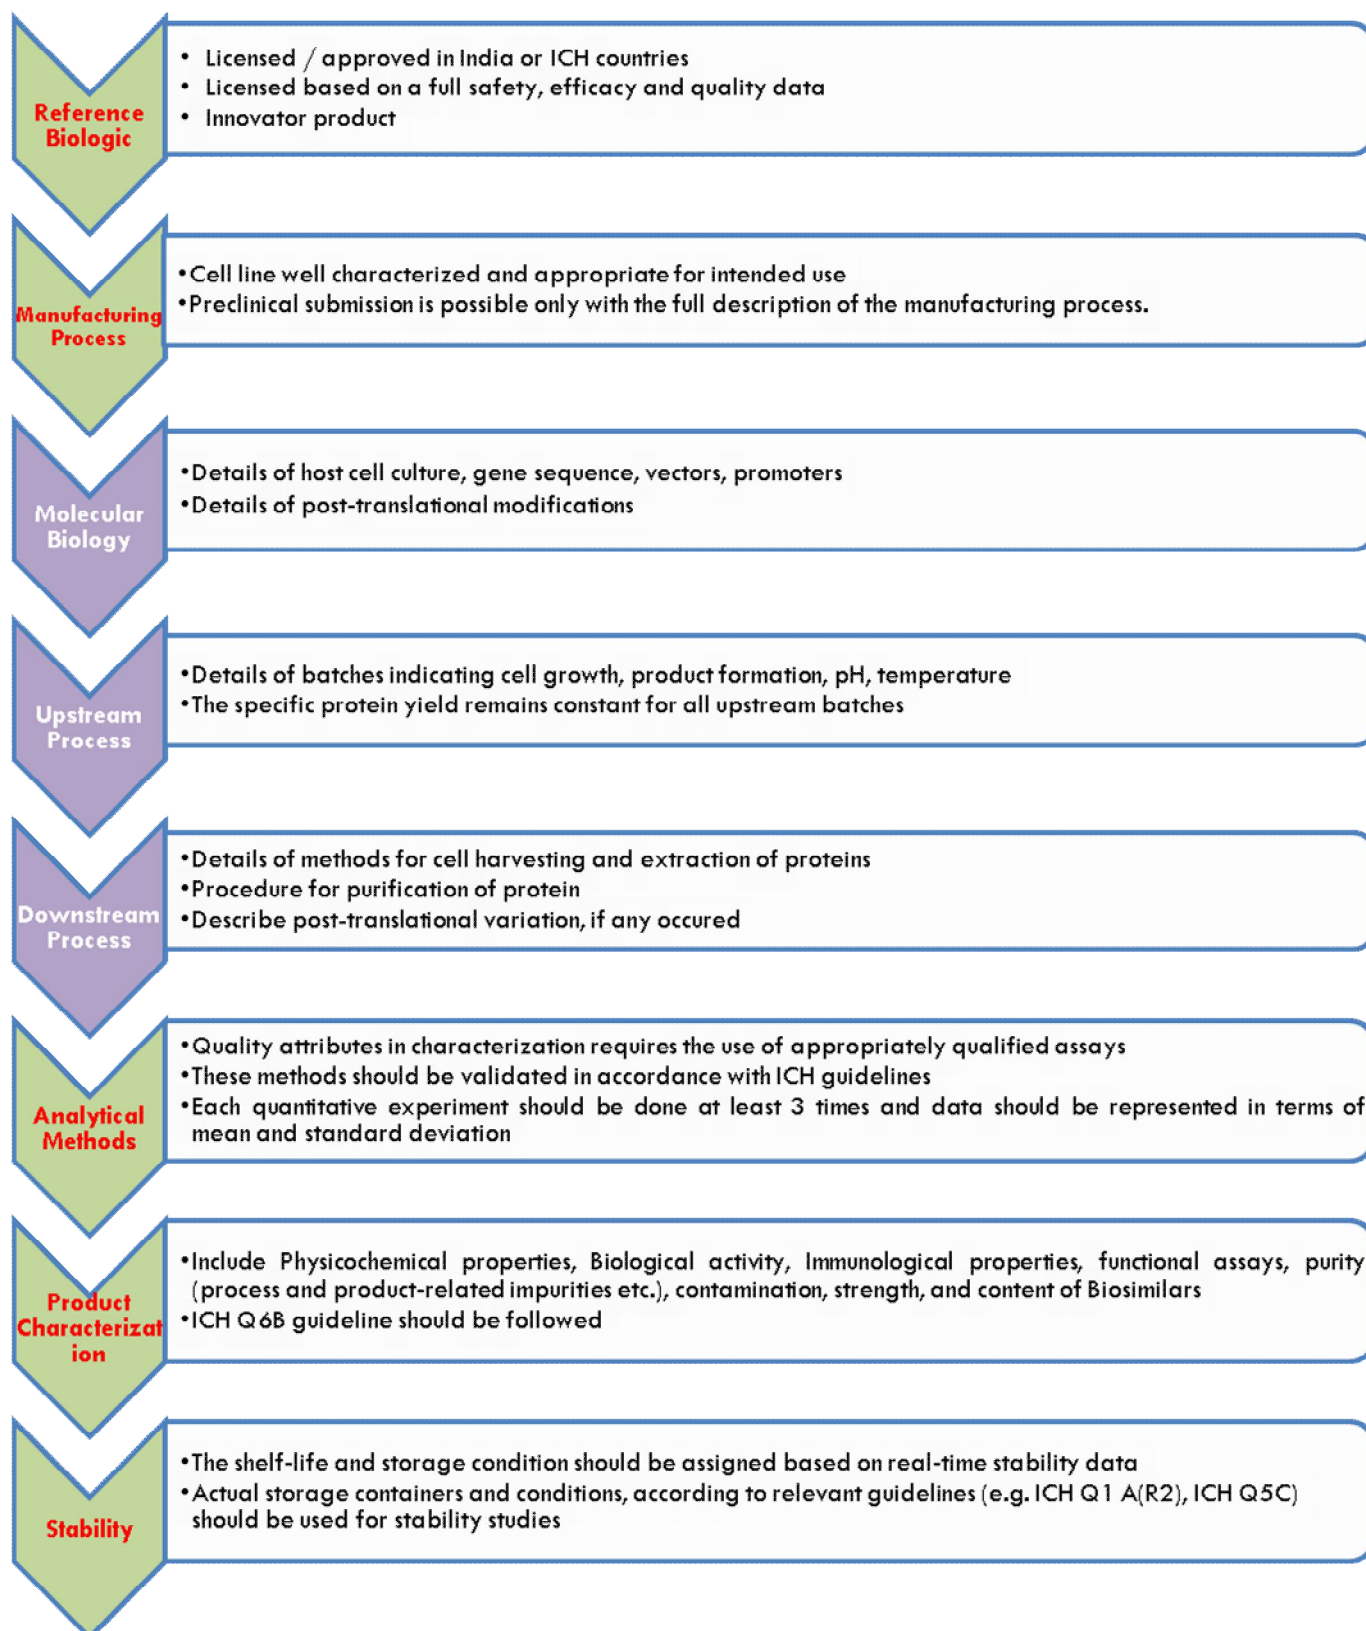 Reference
Biologic
• Licensed / approved in India or ICH countries
• Licensed based on a full safety, efficacy and quality data
• Innovator product
Manufacturing
Process
•Cell line well characterized and appropriate for intended use
•Preclinical submission is possible only with the full description of the manufacturing process.
Molecular
Biology
•Details of host cell culture, gene sequence, vectors, promoters
•Details of post-translational modifications
Upstream
Process
•Details of batches indicating cell growth, product formation, pH, temperature
•The specific protein yield remains constant for all upstream batches
Downstream
Process
•Details of methods for cell harvesting and extraction of proteins
•Procedure for purification of protein
•Describe post-translational variation, if any occured
Analytical
Methods
•Quality attributes in characterization requires the use of appropriately qualified assays
•These methods should be validated in accordance with ICH guidelines
•Each quantitative experiment should be done at least 3 times and data should be represented in terms of
mean and standard deviation
Product
Characterizat
ion
•Include Physicochemical properties, Biological activity, Immunological properties, functional assays, purity
(process and product-related impurities etc.), contamination, strength, and content of Biosimilars
•ICH Q6B guideline should be followed
Stability
•The shelf-life and storage condition should be assigned based on real-time stability data
•Actual storage containers and conditions, according to relevant guidelines (e.g. ICH Q1 A(R2), ICH Q5C)
should be used for stability studies